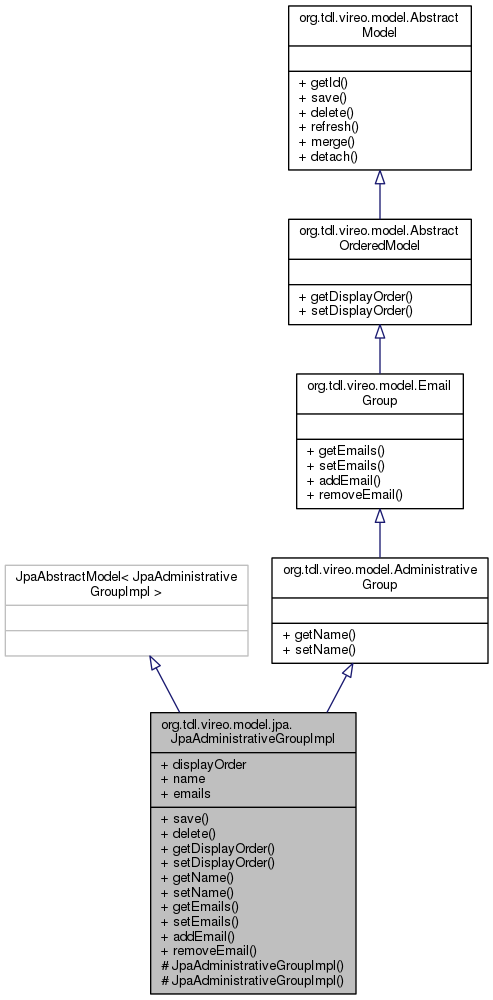 org.tdl.vireo.model.Abstract
Model
+ getId()
+ save()
+ delete()
+ refresh()
+ merge()
+ detach()
org.tdl.vireo.model.Abstract
OrderedModel
+ getDisplayOrder()
+ setDisplayOrder()
org.tdl.vireo.model.Email
Group
+ getEmails()
+ setEmails()
+ addEmail()
+ removeEmail()
JpaAbstractModel< JpaAdministrative
GroupImpl >
org.tdl.vireo.model.Administrative
Group
+ getName()
+ setName()
org.tdl.vireo.model.jpa.
JpaAdministrativeGroupImpl
+ displayOrder
+ name
+ emails
+ save()
+ delete()
+ getDisplayOrder()
+ setDisplayOrder()
+ getName()
+ setName()
+ getEmails()
+ setEmails()
+ addEmail()
+ removeEmail()
# JpaAdministrativeGroupImpl()
# JpaAdministrativeGroupImpl()